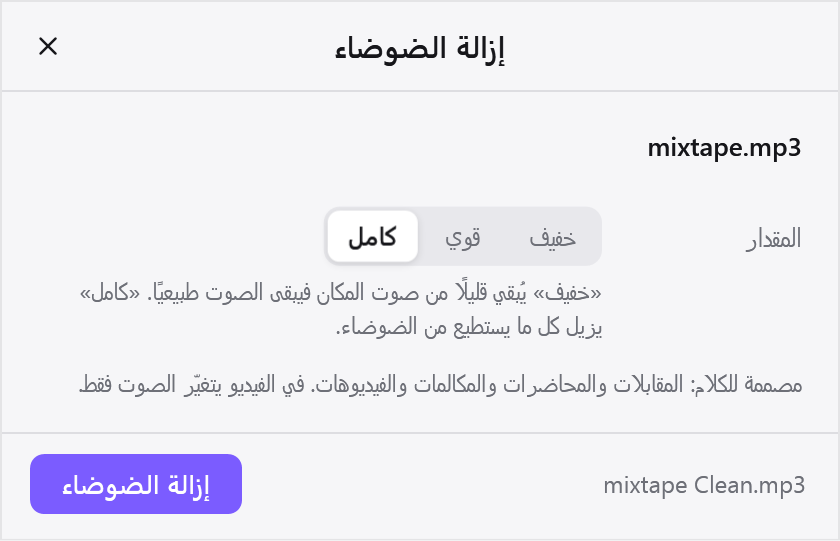 إزالة الضوضاء
mixtape.mp3
المقدار
خفيف
قوي
كامل
«خفيف» يُبقي قليلًا من صوت المكان فيبقى الصوت طبيعيًا. «كامل»
يزيل كل ما يستطيع من الضوضاء.
مصممة للكلام: المقابلات والمحاضرات والمكالمات والفيديوهات. في الفيديو يتغيّر الصوت فقط.
mixtape Clean.mp3
إزالة الضوضاء